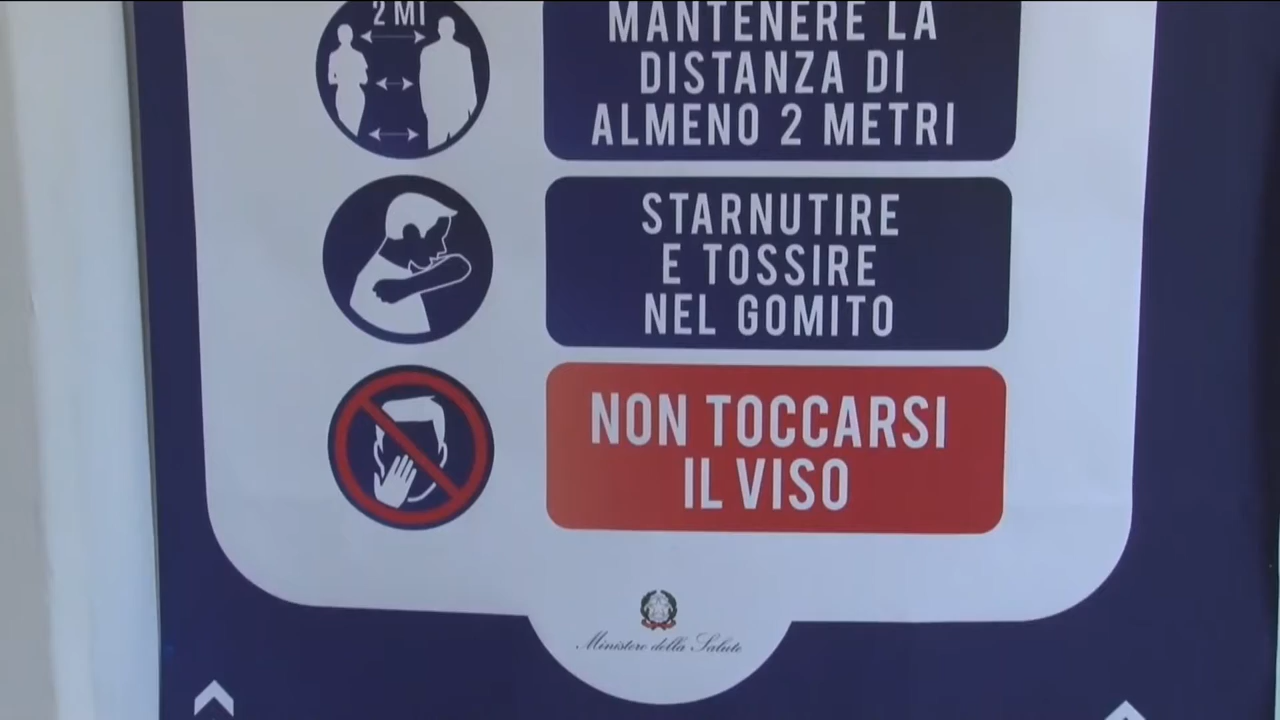 2 MT
MANTENERE LA
DISTANZA DI
ALMENO 2 METRI
STARNUTIRE
E TOSSIRE
NEL GOMITO
NON TOCCARSI
IL VISO
Ministero della Salute